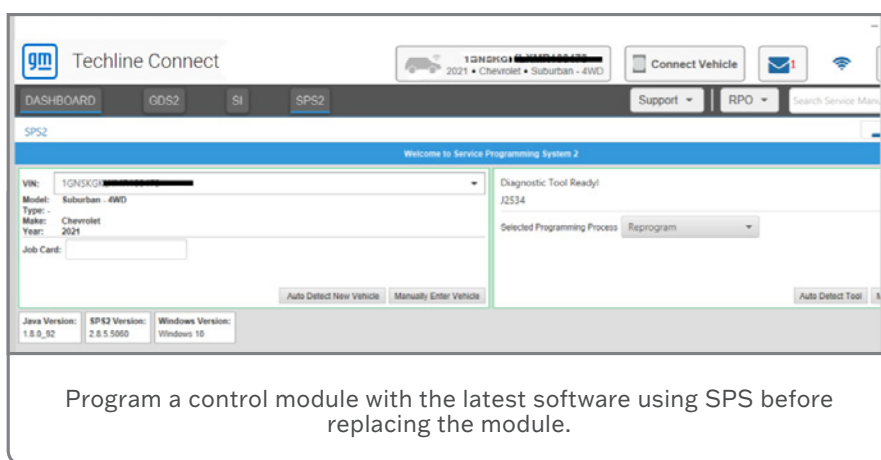 gm Techline Connect
2021 • Chevrolet • Suburban - 4WD
Connect Vehicle
1
DASHBOARD GDS2 SI SPS2 Support RPO Search Service Manu
SPS2
Welcome to Service Programming System 2
VIN: 1GNSKG
Model: Suburban - 4WD
Type: -
Make: Chevrolet
Year: 2021
Job Card:
Auto Detect New Vehicle Manually Enter Vehicle
Diagnostic Tool Ready!
J2534
Selected Programming Process Reprogram
Auto Detect Tool
Java Version: SPS2 Version: Windows Version:
1.8.0_92 2.8.5.5060 Windows 10
Program a control module with the latest software using SPS before
replacing the module.